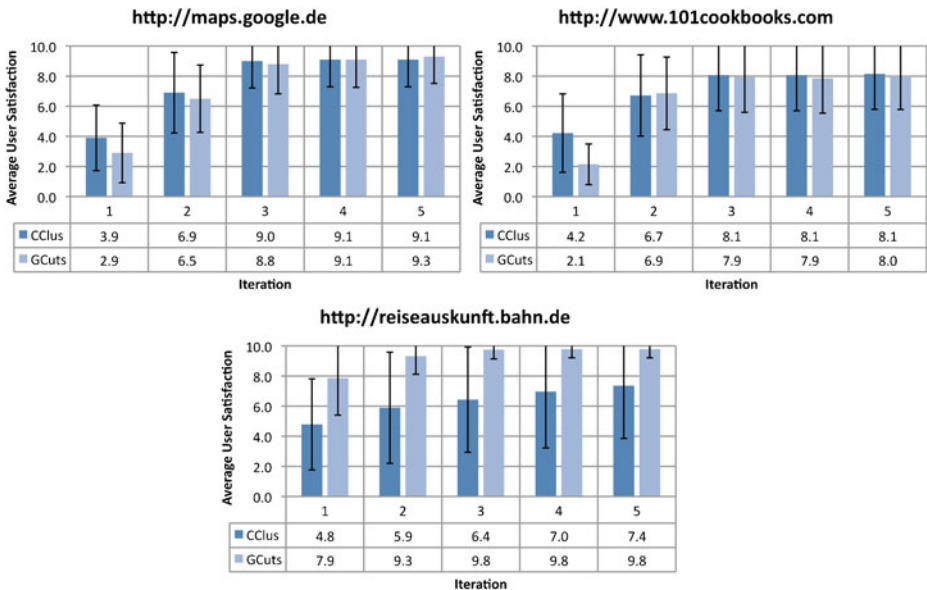 http://maps.google.de
Average User Satisfaction
10.0
8.0
6.0
4.0
2.0
0.0
1 2 3 4 5
CClus 3.9 6.9 9.0 9.1 9.1
GCuts 2.9 6.5 8.8 9.1 9.3
Iteration
http://www.101cookbooks.com
Average User Satisfaction
10.0
8.0
6.0
4.0
2.0
0.0
1 2 3 4 5
CClus 4.2 6.7 8.1 8.1 8.1
GCuts 2.1 6.9 7.9 7.9 8.0
Iteration
http://reiseauskunft.bahn.de
Average User Satisfaction
10.0
8.0
6.0
4.0
2.0
0.0
1 2 3 4 5
CClus 4.8 5.9 6.4 7.0 7.4
GCuts 7.9 9.3 9.8 9.8 9.8
Iteration